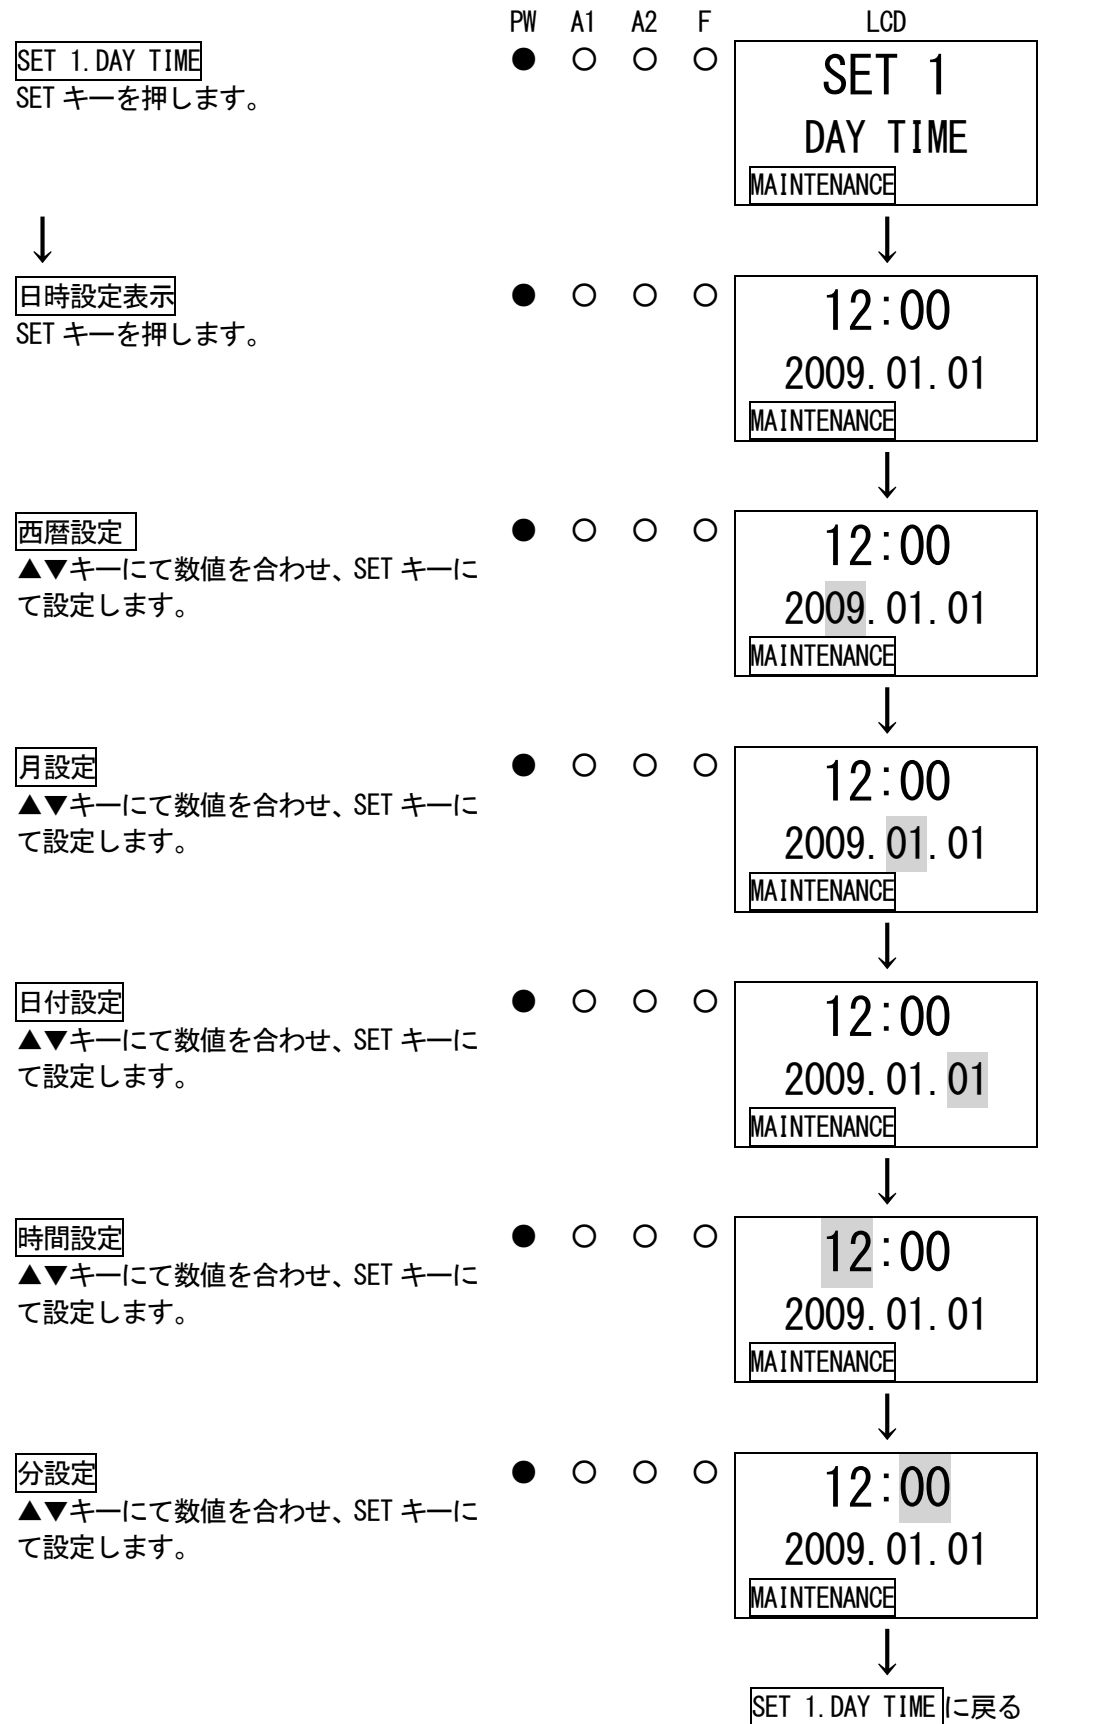 PW A1 A2 F LCD
SET 1.DAY TIME ● ○ ○ ○ SET 1
SETキーを押します。
DAY TIME
MAINTENANCE
↓ ↓
日時設定表示 ● ○ ○ ○ 12:00
SETキーを押します。
2009.01.01
MAINTENANCE
↓
西暦設定 ● ○ ○ ○ 12:00
▲▼キーにて数値を合わせ、SETキーに
て設定します。 2009.01.01
MAINTENANCE
↓
月設定 ● ○ ○ ○ 12:00
▲▼キーにて数値を合わせ、SETキーに
て設定します。 2009.01.01
MAINTENANCE
↓
日付設定 ● ○ ○ ○ 12:00
▲▼キーにて数値を合わせ、SETキーに
て設定します。 2009.01.01
MAINTENANCE
↓
時間設定 ● ○ ○ ○ 12:00
▲▼キーにて数値を合わせ、SETキーに
て設定します。 2009.01.01
MAINTENANCE
↓
分設定 ● ○ ○ ○ 12:00
▲▼キーにて数値を合わせ、SETキーに
て設定します。 2009.01.01
MAINTENANCE
↓
SET 1.DAY TIMEに戻る